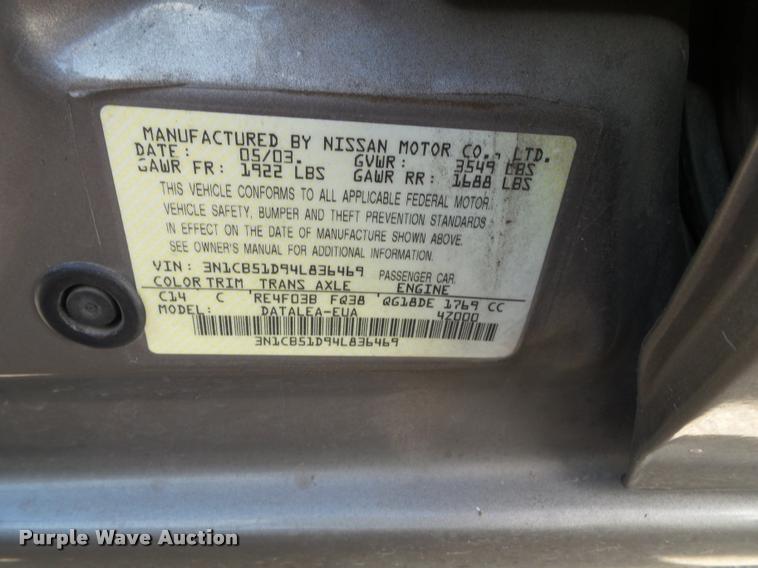 MANUFACTURED BY NISSAN MOTOR CO., LTD.
DATE: 05/03. GVWR: 3549 LBS
GAWR FR: 1922 LBS GAWR RR: 1688 LBS
THIS VEHICLE CONFORMS TO ALL APPLICABLE FEDERAL MOTOR
VEHICLE SAFETY, BUMPER AND THEFT PREVENTION STANDARDS
IN EFFECT ON THE DATE OF MANUFACTURE SHOWN ABOVE.
SEE OWNER'S MANUAL FOR ADDITIONAL INFORMATION.
VIN: 3N1CB51D94L836469 PASSENGER CAR
COLOR TRIM TRANS AXLE ENGINE
C14 C RE4F03B FQ38 QG18DE 1769 CC
MODEL: DATALEA-EUA 4Z000
3N1CB51D94L836469
Purple Wave Auction